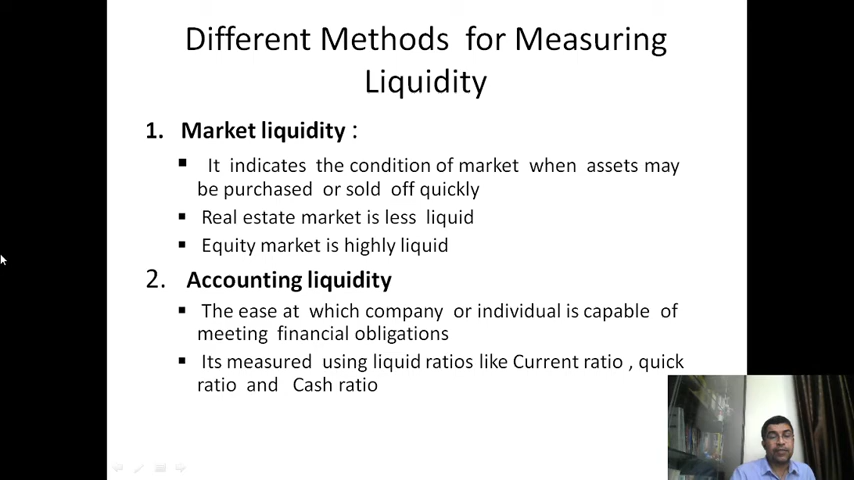 Different Methods for Measuring
Liquidity
1. Market liquidity :
▪ It indicates the condition of market when assets may
be purchased or sold off quickly
▪ Real estate market is less liquid
▪ Equity market is highly liquid
2. Accounting liquidity
▪ The ease at which company or individual is capable of
meeting financial obligations
▪ Its measured using liquid ratios like Current ratio , quick
ratio and Cash ratio